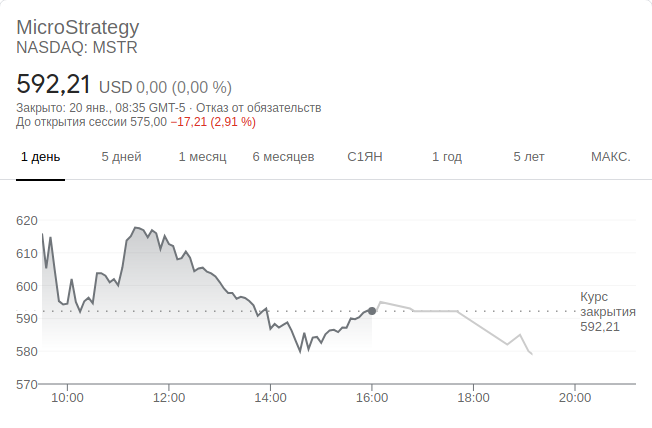 MicroStrategy
NASDAQ: MSTR
592,21 USD 0,00 (0,00 %)
Закрыто: 20 янв., 08:35 GMT-5 · Отказ от обязательств
До открытия сессии 575,00 −17,21 (2,91 %)
1 день 5 дней 1 месяц 6 месяцев С1ЯН 1 год 5 лет МАКС.
620
610
600
590
580
570
Курс
закрытия
592,21
10:00 12:00 14:00 16:00 18:00 20:00